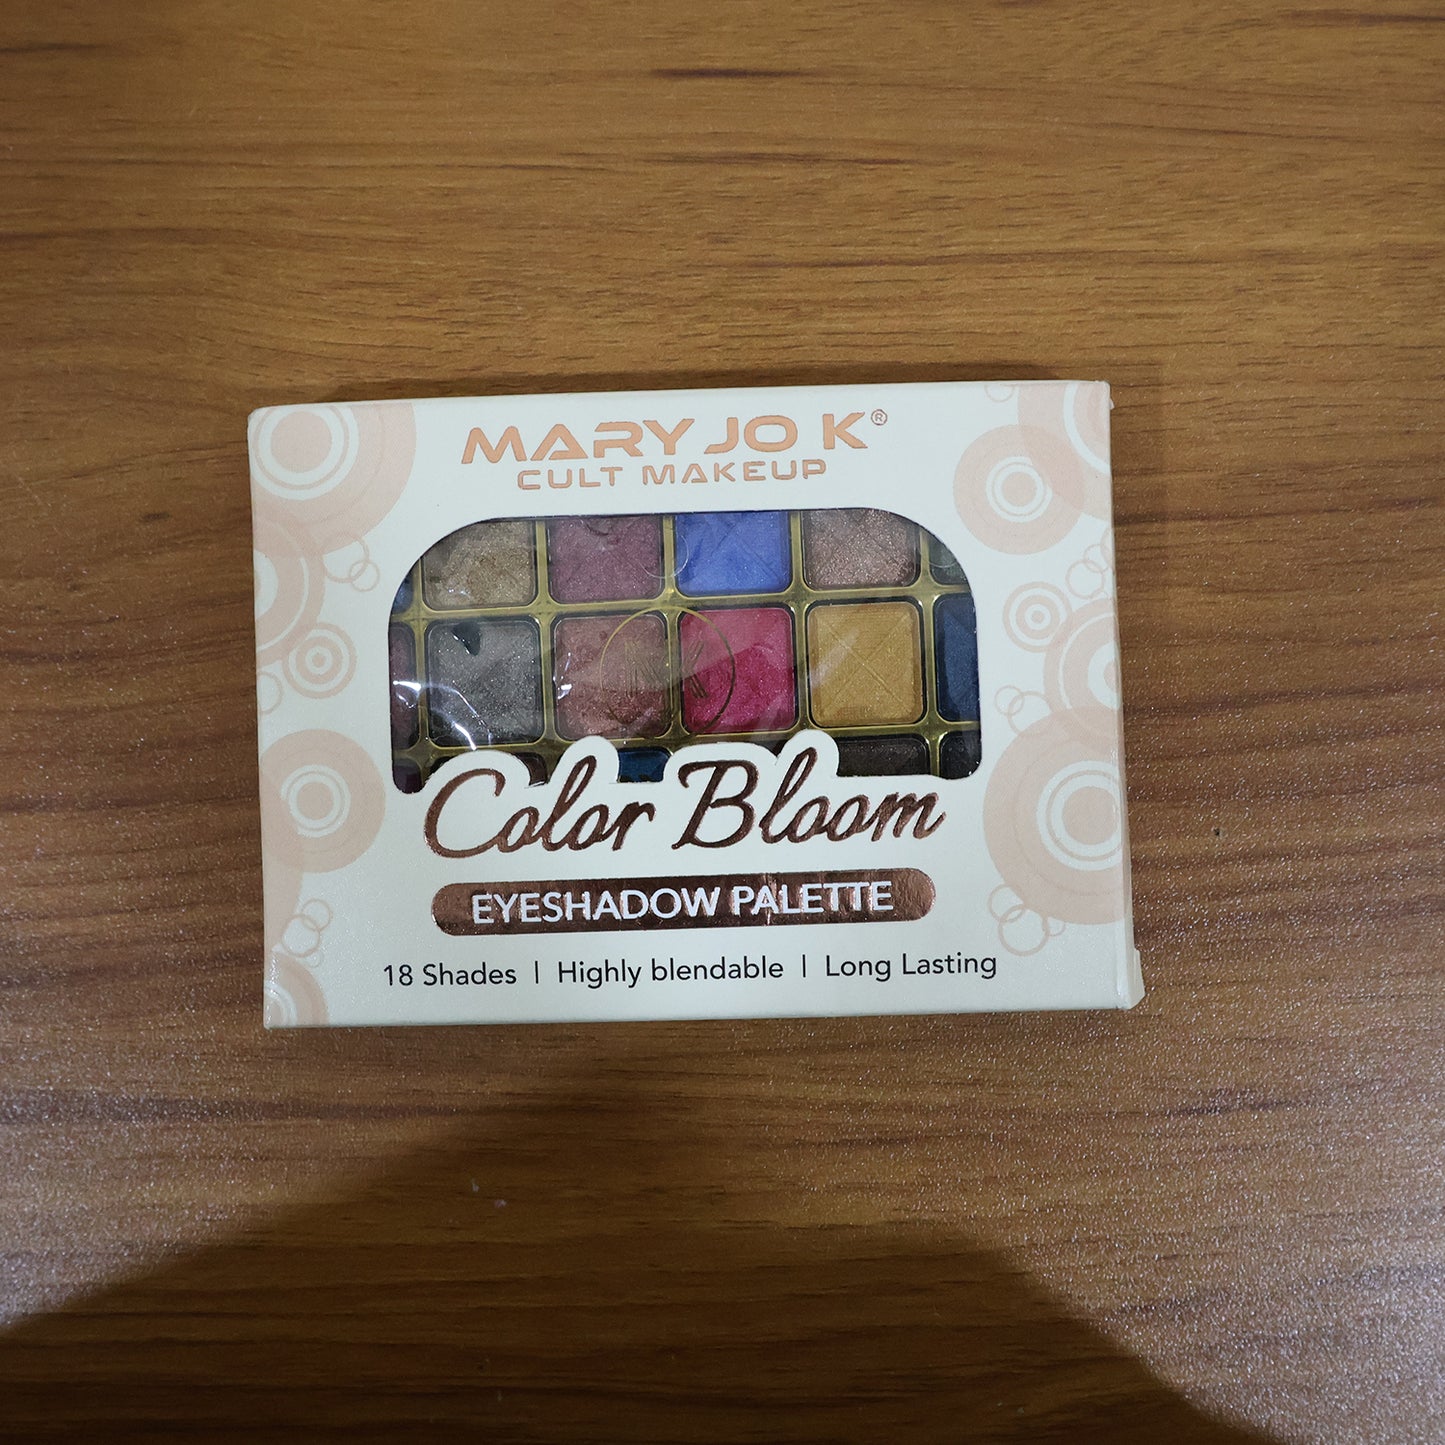 MARY JO K®
CULT MAKEUP
Color Bloom
EYESHADOW PALETTE
18 Shades | Highly blendable | Long Lasting